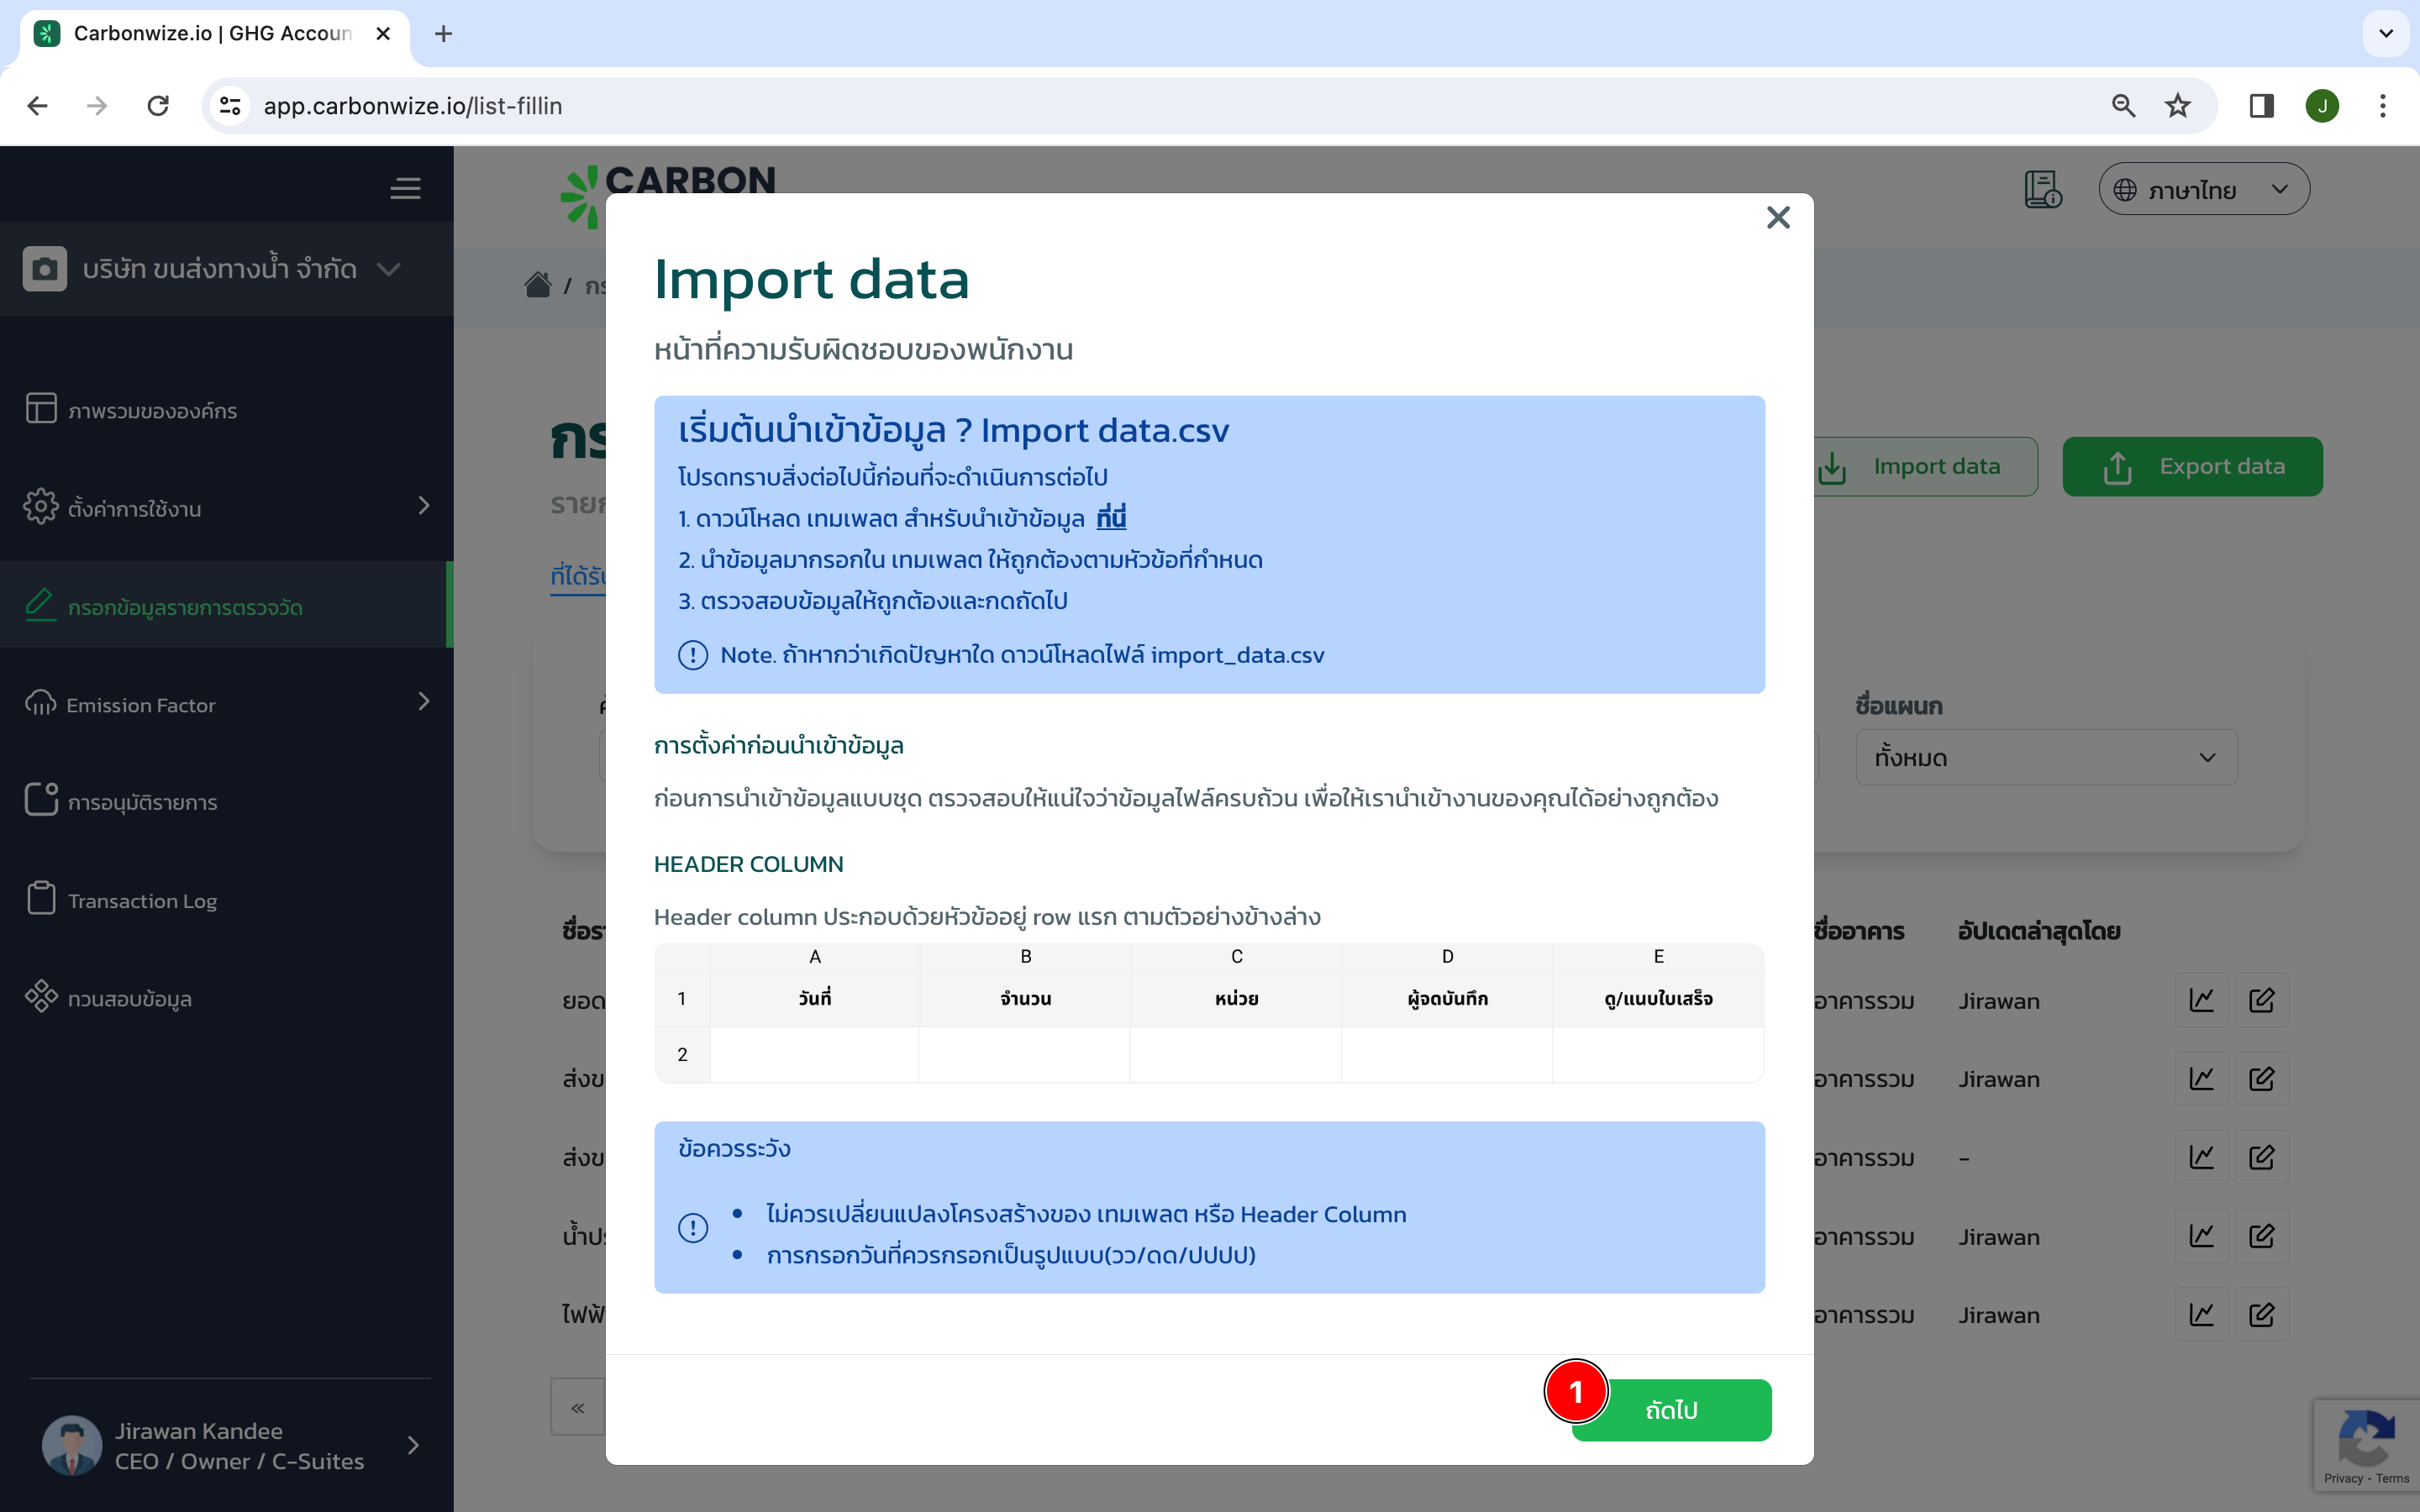 Carbonwize.io | GHG Accoun
app.carbonwize.io/list-fillin
J
CARBON
ภาษาไทย
บริษัท ขนส่งทางน้ำ จำกัด
ภาพรวมขององค์กร
ตั้งค่าการใช้งาน
กรอกข้อมูลรายการตรวจวัด
Emission Factor
การอนุมัติรายการ
Transaction Log
ทวนสอบข้อมูล
Jirawan Kandee
CEO / Owner / C-Suites
/ กร
กร
ราย
ที่ได้รับ
Import data
Export data
ชื่อแผนก
ทั้งหมด
ชื่อรา
ชื่ออาคาร
อัปเดตล่าสุดโดย
ยอด
อาคารรวม
Jirawan
ส่งข
อาคารรวม
Jirawan
ส่งข
อาคารรวม
-
น้ำประ
อาคารรวม
Jirawan
ไฟฟ้า
อาคารรวม
Jirawan
«
Import data
หน้าที่ความรับผิดชอบของพนักงาน
เริ่มต้นนำเข้าข้อมูล ? Import data.csv
โปรดทราบสิ่งต่อไปนี้ก่อนที่จะดำเนินการต่อไป
1. ดาวน์โหลด เทมเพลต สำหรับนำเข้าข้อมูล ที่นี่
2. นำข้อมูลมากรอกใน เทมเพลต ให้ถูกต้องตามหัวข้อที่กำหนด
3. ตรวจสอบข้อมูลให้ถูกต้องและกดถัดไป
Note. ถ้าหากว่าเกิดปัญหาใด ดาวน์โหลดไฟล์ import_data.csv
การตั้งค่าก่อนนำเข้าข้อมูล
ก่อนการนำเข้าข้อมูลแบบชุด ตรวจสอบให้แน่ใจว่าข้อมูลไฟล์ครบถ้วน เพื่อให้เรานำเข้างานของคุณได้อย่างถูกต้อง
HEADER COLUMN
Header column ประกอบด้วยหัวข้ออยู่ row แรก ตามตัวอย่างข้างล่าง
A B C D E
1 วันที่ จำนวน หน่วย ผู้จดบันทึก ดู/แนบใบเสร็จ
2
ข้อควรระวัง
• ไม่ควรเปลี่ยนแปลงโครงสร้างของ เทมเพลต หรือ Header Column
• การกรอกวันที่ควรกรอกเป็นรูปแบบ(วว/ดด/ปปปป)
1
ถัดไป
Privacy - Terms